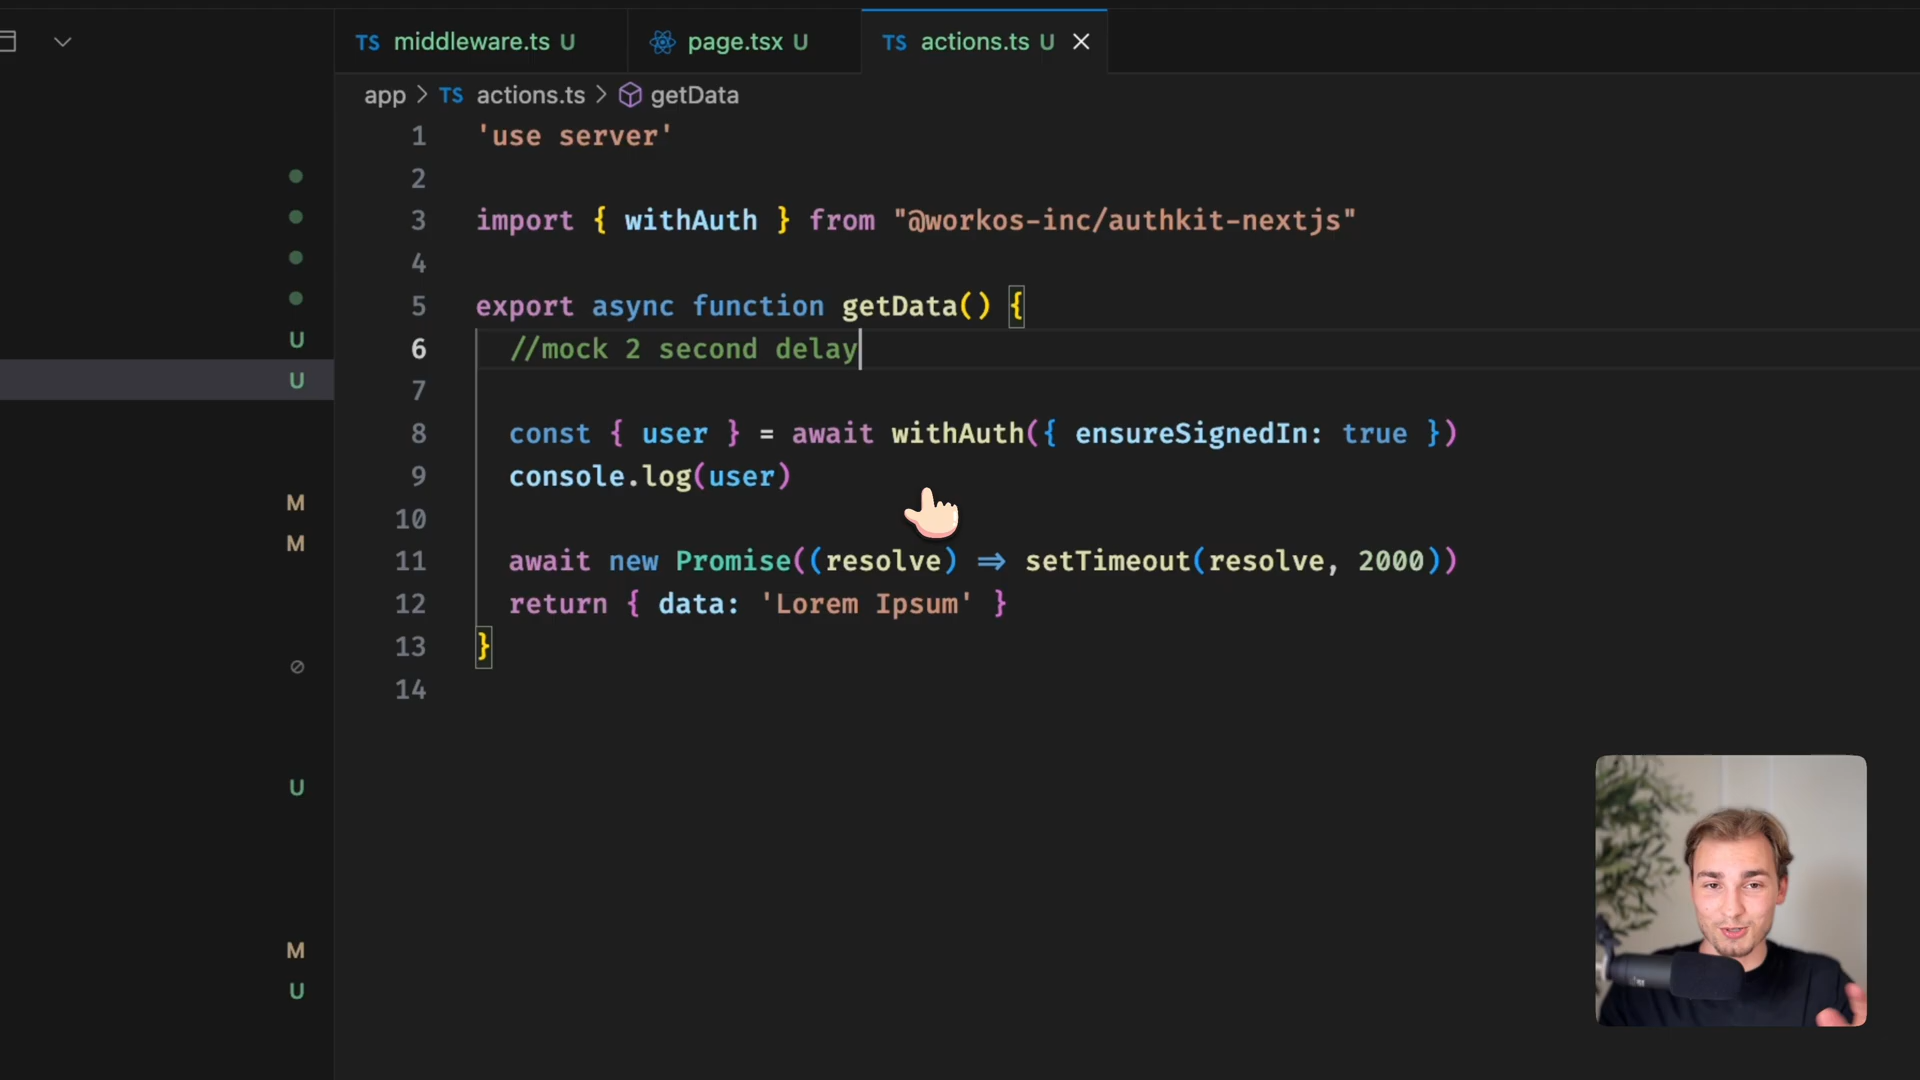 TS middleware.ts U
page.tsx U
TS actions.ts U
app > TS actions.ts > getData
1 'use server'
2
3 import { withAuth } from "@workos-inc/authkit-nextjs"
4
5 export async function getData() {
6 //mock 2 second delay
7
8 const { user } = await withAuth({ ensureSignedIn: true })
9 console.log(user)
10
11 await new Promise((resolve) => setTimeout(resolve, 2000))
12 return { data: 'Lorem Ipsum' }
13 }
14
U
U
M
M
U
M
U